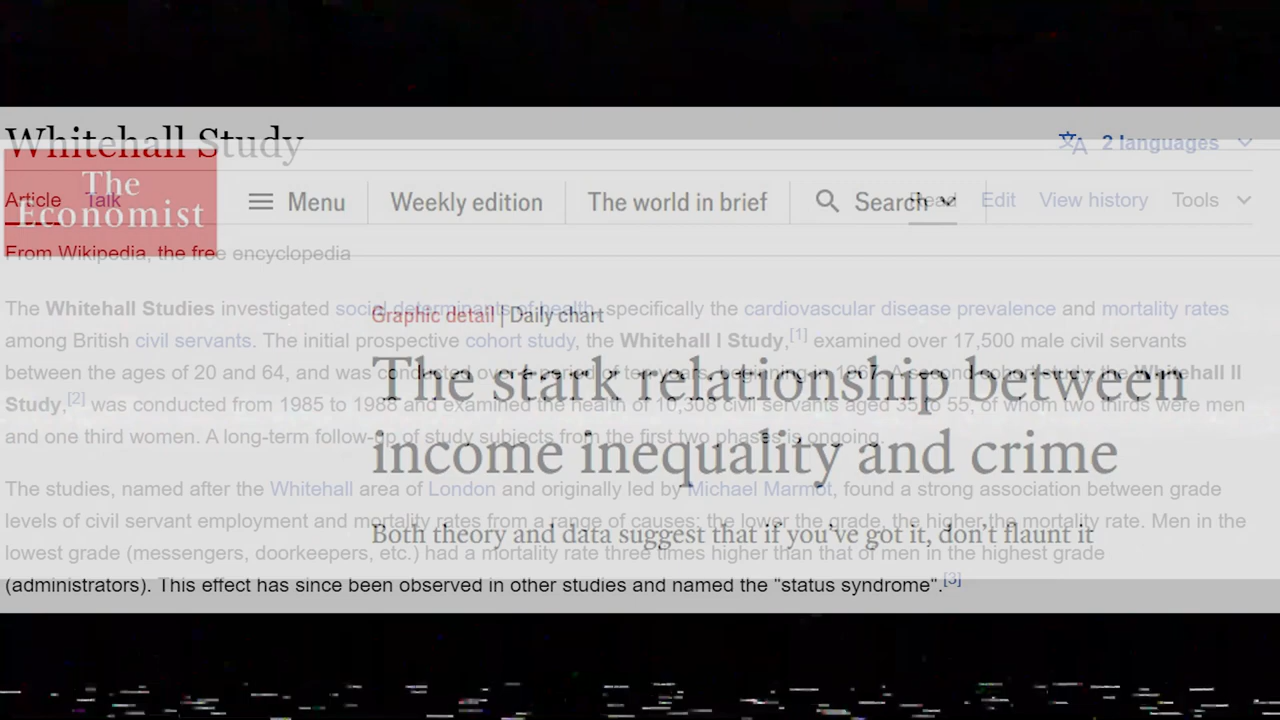 Whitehall Study
2 languages
The
Economist
Article Talk
Menu
Weekly edition
The world in brief
Search
Read Edit View history Tools
From Wikipedia, the free encyclopedia
The Whitehall Studies investigated social determinants of health, specifically the cardiovascular disease prevalence and mortality rates
among British civil servants. The initial prospective cohort study, the Whitehall I Study,[1] examined over 17,500 male civil servants
between the ages of 20 and 64, and was conducted over a period of ten years, beginning in 1967. A second cohort study, the Whitehall II
Study,[2] was conducted from 1985 to 1988 and examined the health of 10,308 civil servants aged 35 to 55, of whom two thirds were men
and one third women. A long-term follow-up of study subjects from the first two phases is ongoing.
The studies, named after the Whitehall area of London and originally led by Michael Marmot, found a strong association between grade
levels of civil servant employment and mortality rates from a range of causes: the lower the grade, the higher the mortality rate. Men in the
lowest grade (messengers, doorkeepers, etc.) had a mortality rate three times higher than that of men in the highest grade
(administrators). This effect has since been observed in other studies and named the "status syndrome".[3]
Graphic detail | Daily chart
The stark relationship between
income inequality and crime
Both theory and data suggest that if you've got it, don't flaunt it